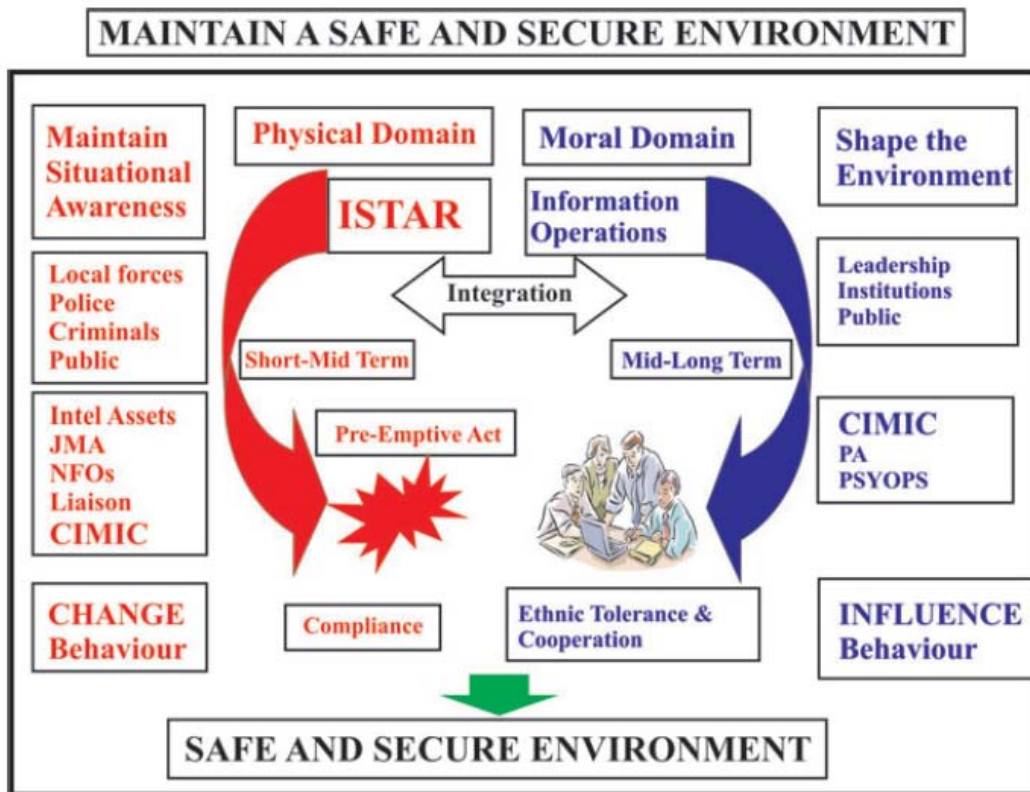 MAINTAIN A SAFE AND SECURE ENVIRONMENT
Maintain
Situational
Awareness
Physical Domain
Moral Domain
Shape the
Environment
ISTAR
Information
Operations
Local forces
Police
Criminals
Public
Integration
Leadership
Institutions
Public
Short-Mid Term
Mid-Long Term
Intel Assets
JMA
NFOs
Liaison
CIMIC
Pre-Emptive Act
CIMIC
PA
PSYOPS
CHANGE
Behaviour
Compliance
Ethnic Tolerance &
Cooperation
INFLUENCE
Behaviour
SAFE AND SECURE ENVIRONMENT